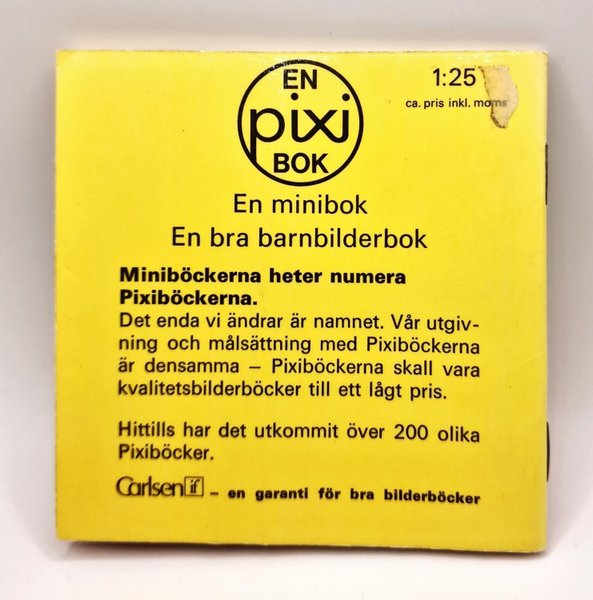 EN
pixi
BOK
1:25
ca. pris inkl. moms
En minibok
En bra barnbilderbok
Miniböckerna heter numera
Pixiböckerna.
Det enda vi ändrar är namnet. Vår utgiv-
ning och målsättning med Pixiböckerna
är densamma – Pixiböckerna skall vara
kvalitetsbilderböcker till ett lågt pris.
Hittills har det utkommit över 200 olika
Pixiböcker.
Carlsen if – en garanti för bra bilderböcker